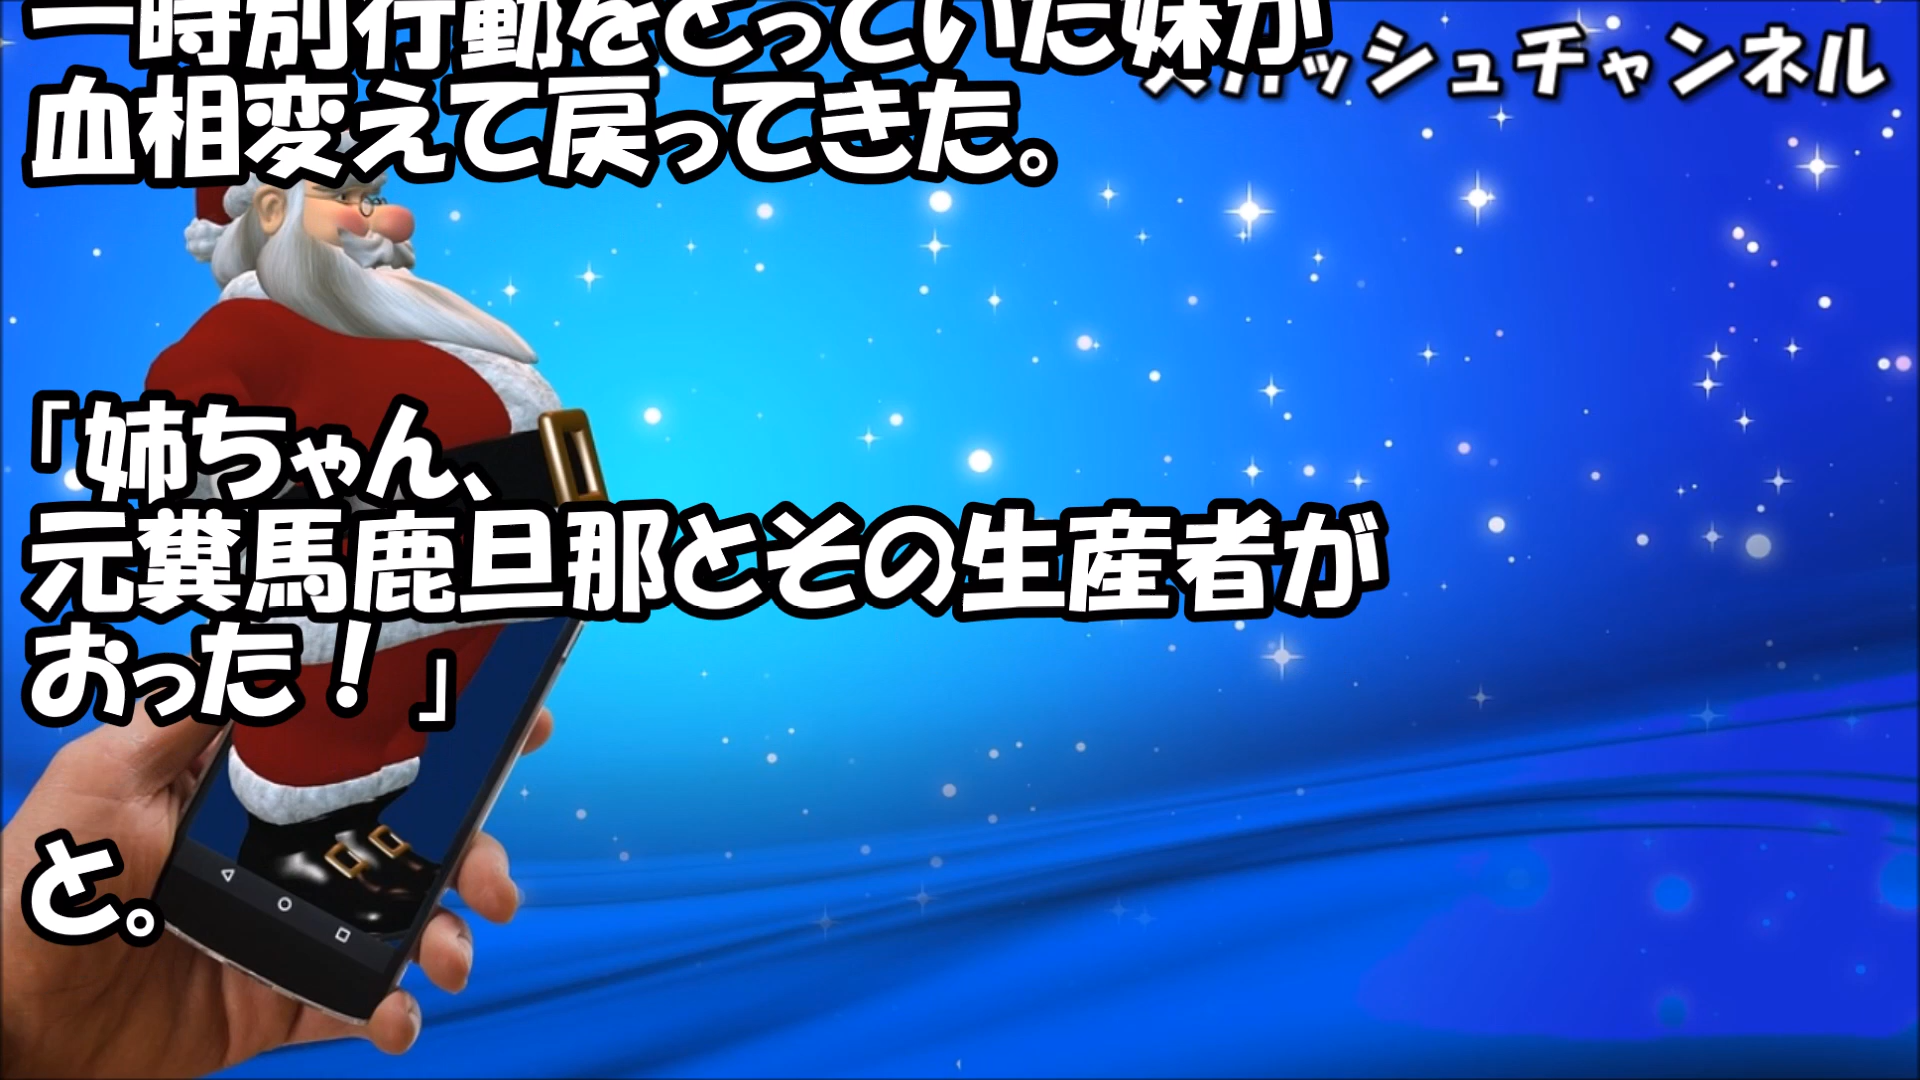 一時別行動をとっていた妹が
血相変えて戻ってきた。
スカッシュチャンネル
「姉ちゃん、
元糞馬鹿旦那とその生産者が
おった！」
と。